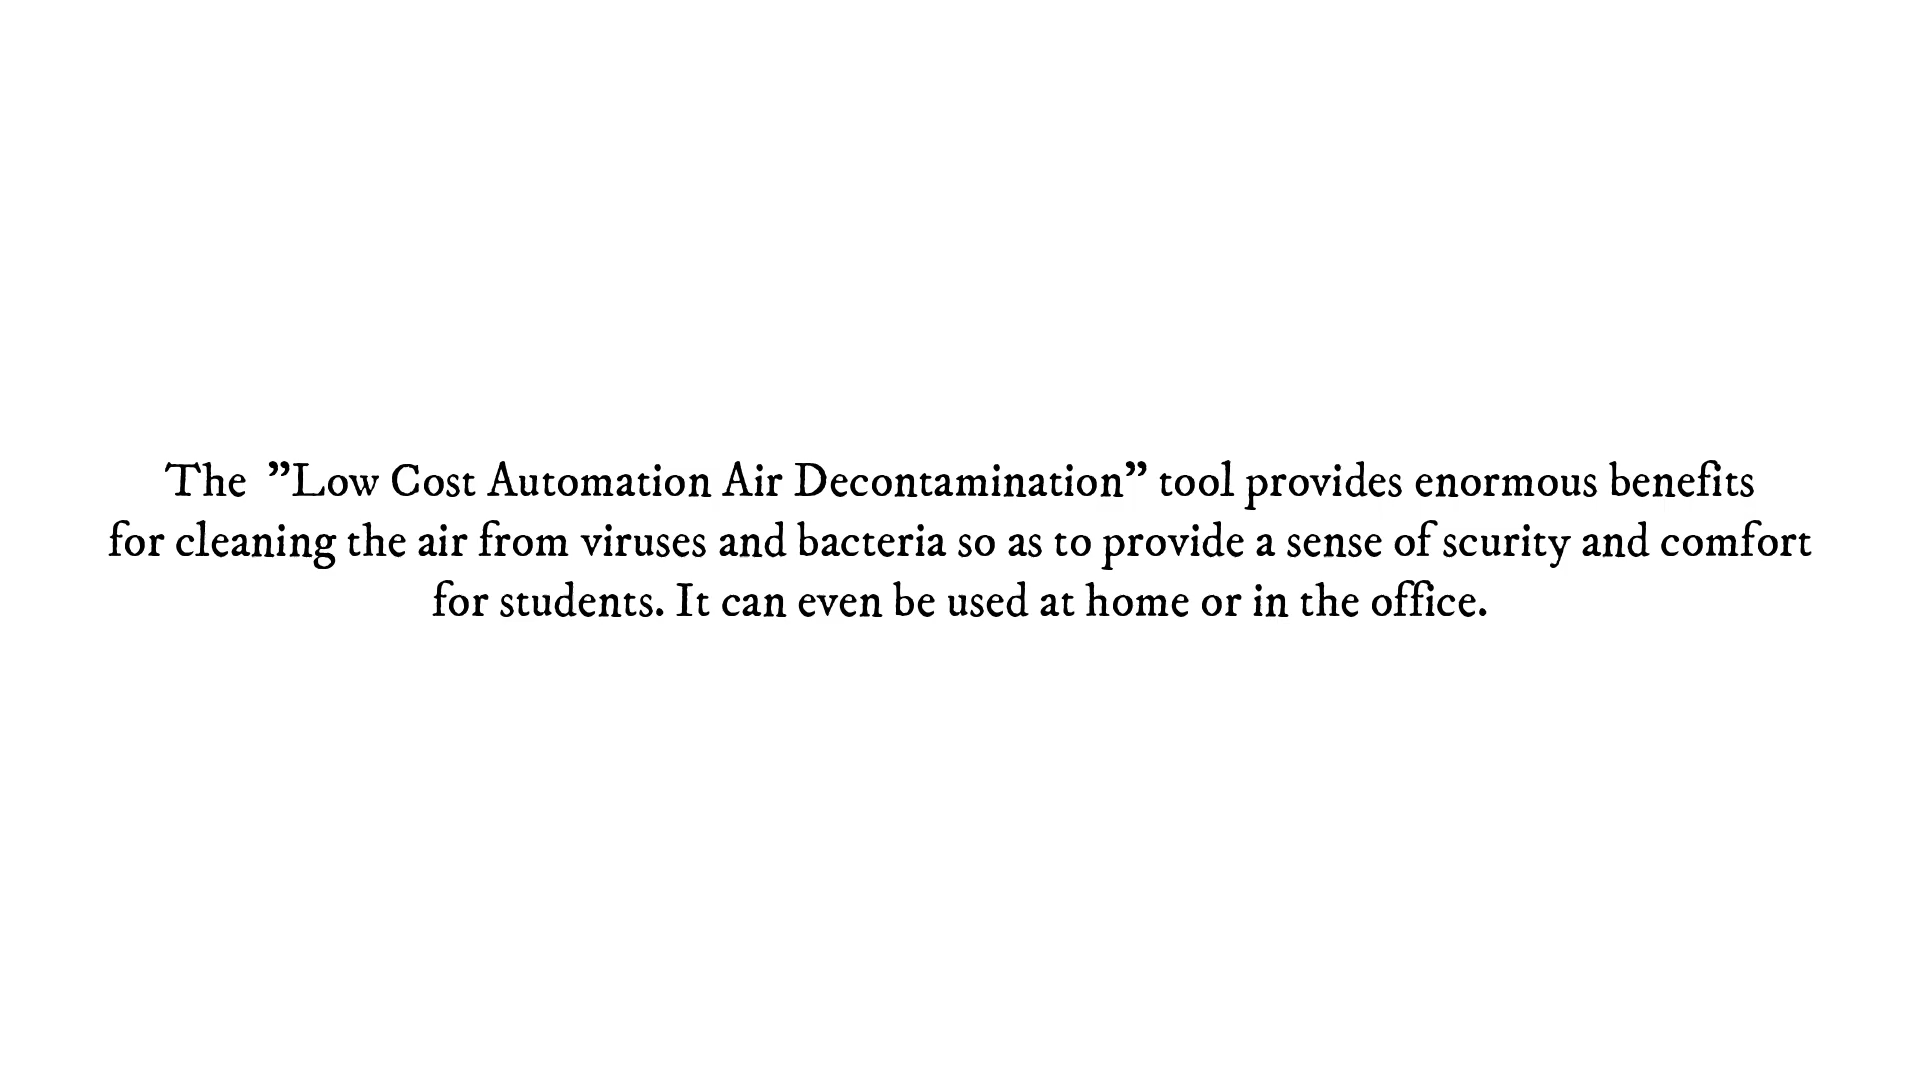 The ”Low Cost Automation Air Decontamination” tool provides enormous benefits
for cleaning the air from viruses and bacteria so as to provide a sense of scurity and comfort
for students. It can even be used at home or in the office.